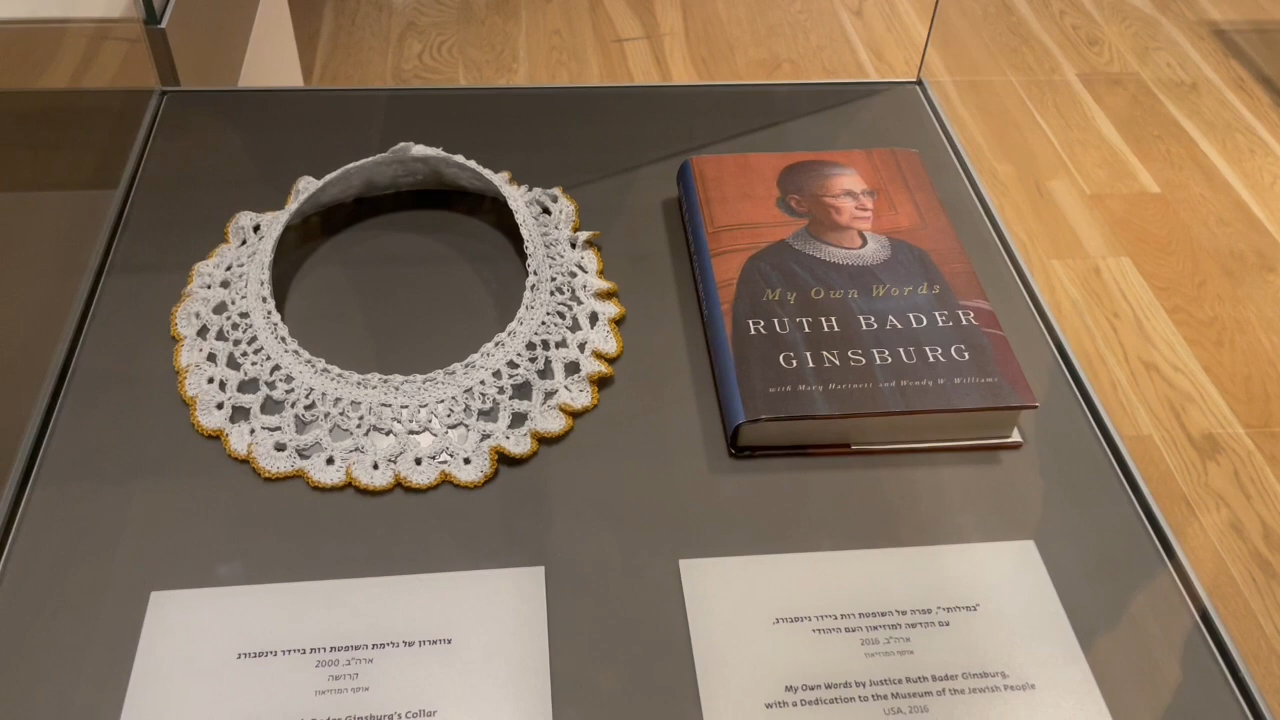 My Own Words
RUTH BADER
GINSBURG
with Mary Hartnett and Wendy W. Williams
צווארון של גלימת השופטת רות ביידר גינסבורג
ארה"ב, 2000
קרושה
אוסף המוזיאון
Bader Ginsburg's Collar
"במילותי", ספרה של השופטת רות ביידר גינסבורג,
עם הקדשה למוזיאון העם היהודי
ארה"ב, 2016
אוסף המוזיאון
My Own Words by Justice Ruth Bader Ginsburg,
with a Dedication to the Museum of the Jewish People
USA, 2016